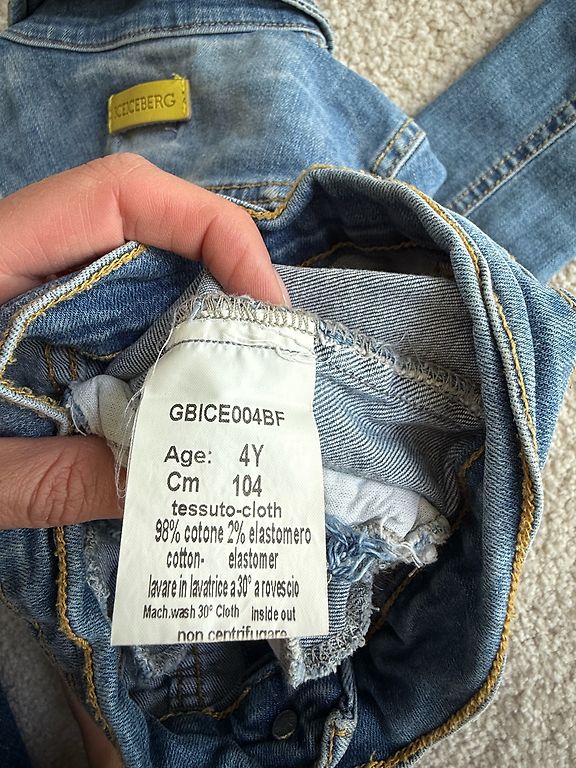 ICEICEBERG
GBICE004BF
Age: 4Y
Cm 104
tessuto-cloth
98% cotone 2% elastomero
cotton- elastomer
lavare in lavatrice a 30° a rovescio
Mach.wash 30° Cloth inside out
non centrifugare